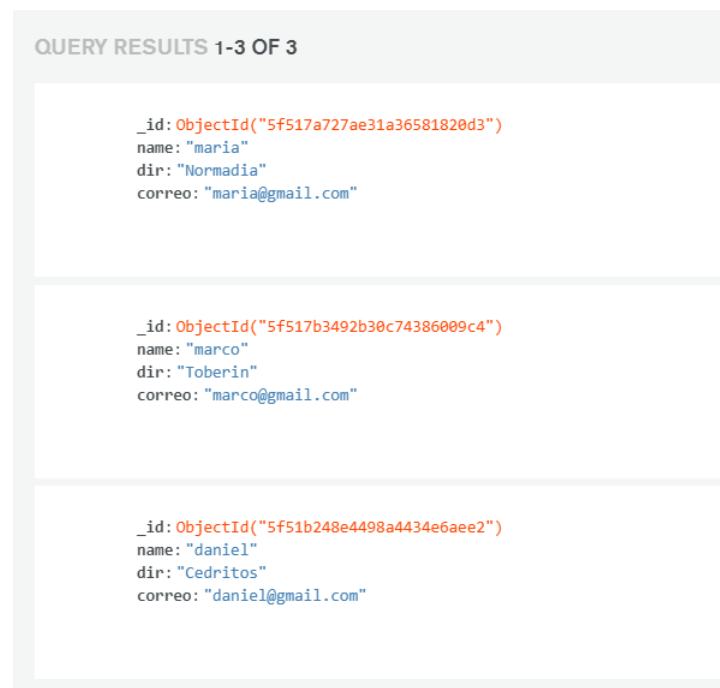 QUERY RESULTS 1-3 OF 3
_id: ObjectId("5f517a727ae31a36581820d3")
name: "maria"
dir: "Normadia"
correo: "maria@gmail.com"
_id: ObjectId("5f517b3492b30c74386009c4")
name: "marco"
dir: "Toberin"
correo: "marco@gmail.com"
_id: ObjectId("5f51b248e4498a4434e6aee2")
name: "daniel"
dir: "Cedritos"
correo: "daniel@gmail.com"